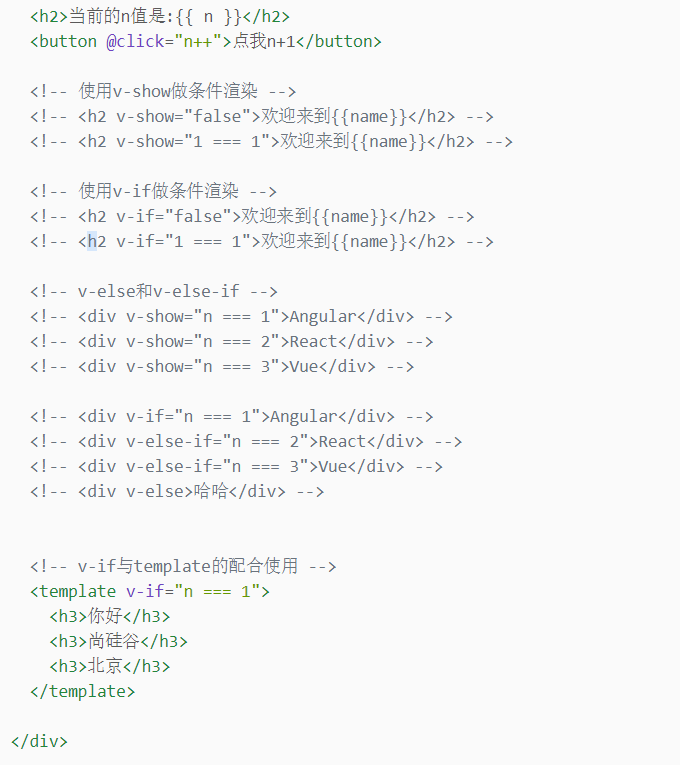 <h2>当前的n值是:{{ n }}</h2>
<button @click="n++">点我n+1</button>
<!-- 使用v-show做条件渲染 -->
<!-- <h2 v-show="false">欢迎来到{{name}}</h2> -->
<!-- <h2 v-show="1 === 1">欢迎来到{{name}}</h2> -->
<!-- 使用v-if做条件渲染 -->
<!-- <h2 v-if="false">欢迎来到{{name}}</h2> -->
<!-- <h2 v-if="1 === 1">欢迎来到{{name}}</h2> -->
<!-- v-else和v-else-if -->
<!-- <div v-show="n === 1">Angular</div> -->
<!-- <div v-show="n === 2">React</div> -->
<!-- <div v-show="n === 3">Vue</div> -->
<!-- <div v-if="n === 1">Angular</div> -->
<!-- <div v-else-if="n === 2">React</div> -->
<!-- <div v-else-if="n === 3">Vue</div> -->
<!-- <div v-else>哈哈</div> -->
<!-- v-if与template的配合使用 -->
<template v-if="n === 1">
<h3>你好</h3>
<h3>尚硅谷</h3>
<h3>北京</h3>
</template>
</div>